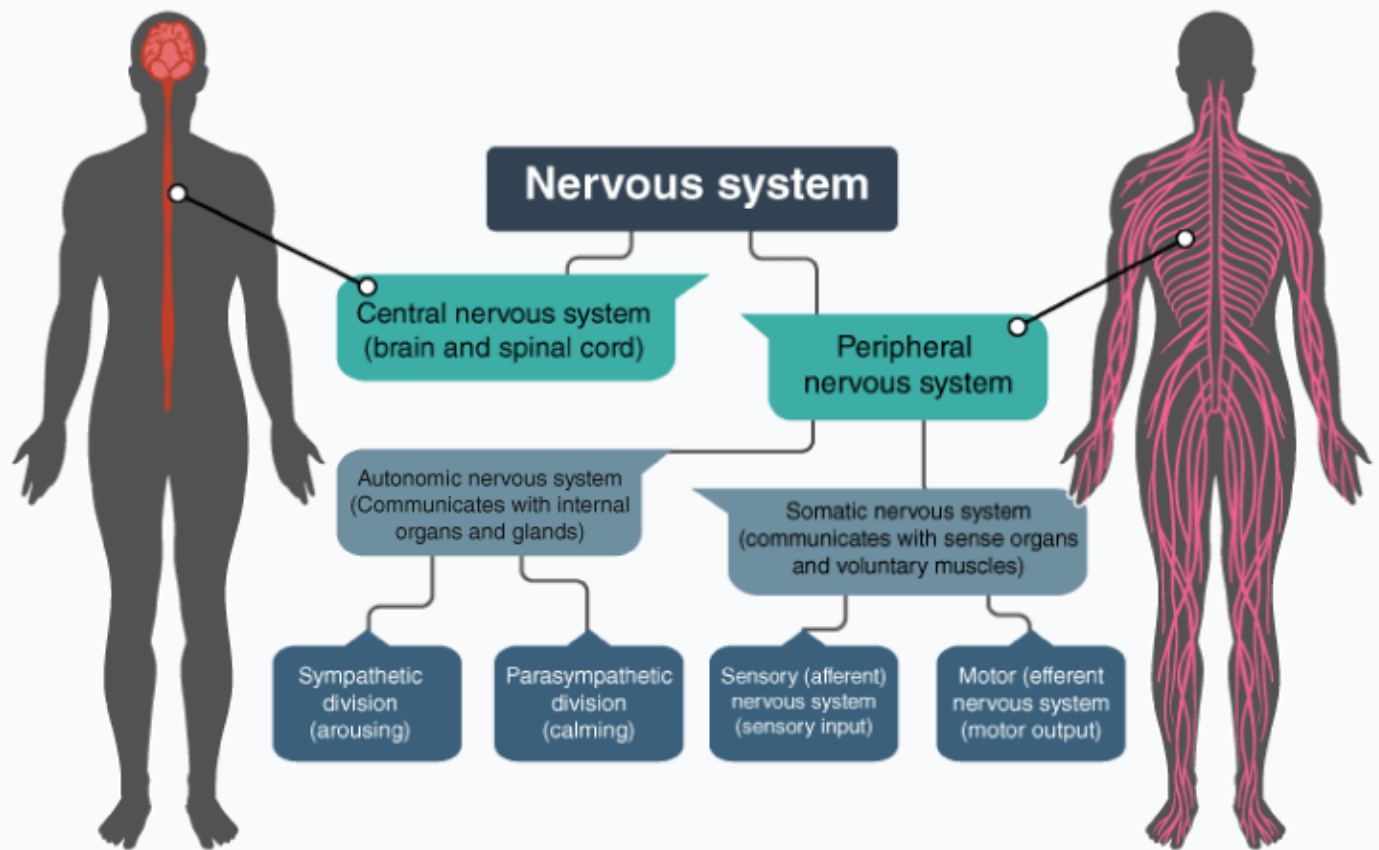 Nervous system
Central nervous system
(brain and spinal cord)
Peripheral
nervous system
Autonomic nervous system
(Communicates with internal
organs and glands)
Somatic nervous system
(communicates with sense organs
and voluntary muscles)
Sympathetic
division
(arousing)
Parasympathetic
division
(calming)
Sensory (afferent)
nervous system
(sensory input)
Motor (efferent
nervous system
(motor output)